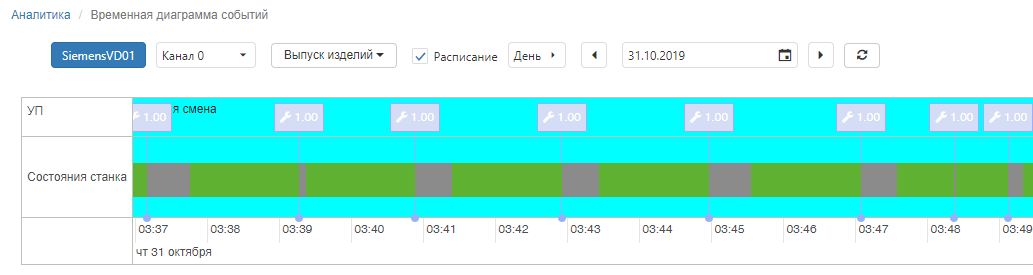 Аналитика / Временная диаграмма событий
SiemensVD01 Канал 0 Выпуск изделий Расписание День 31.10.2019
УП
я смена
1.00 1.00 1.00 1.00 1.00 1.00 1.00 1.00
Состояния станка
03:37 03:38 03:39 03:40 03:41 03:42 03:43 03:44 03:45 03:46 03:47 03:48 03:49
чт 31 октября